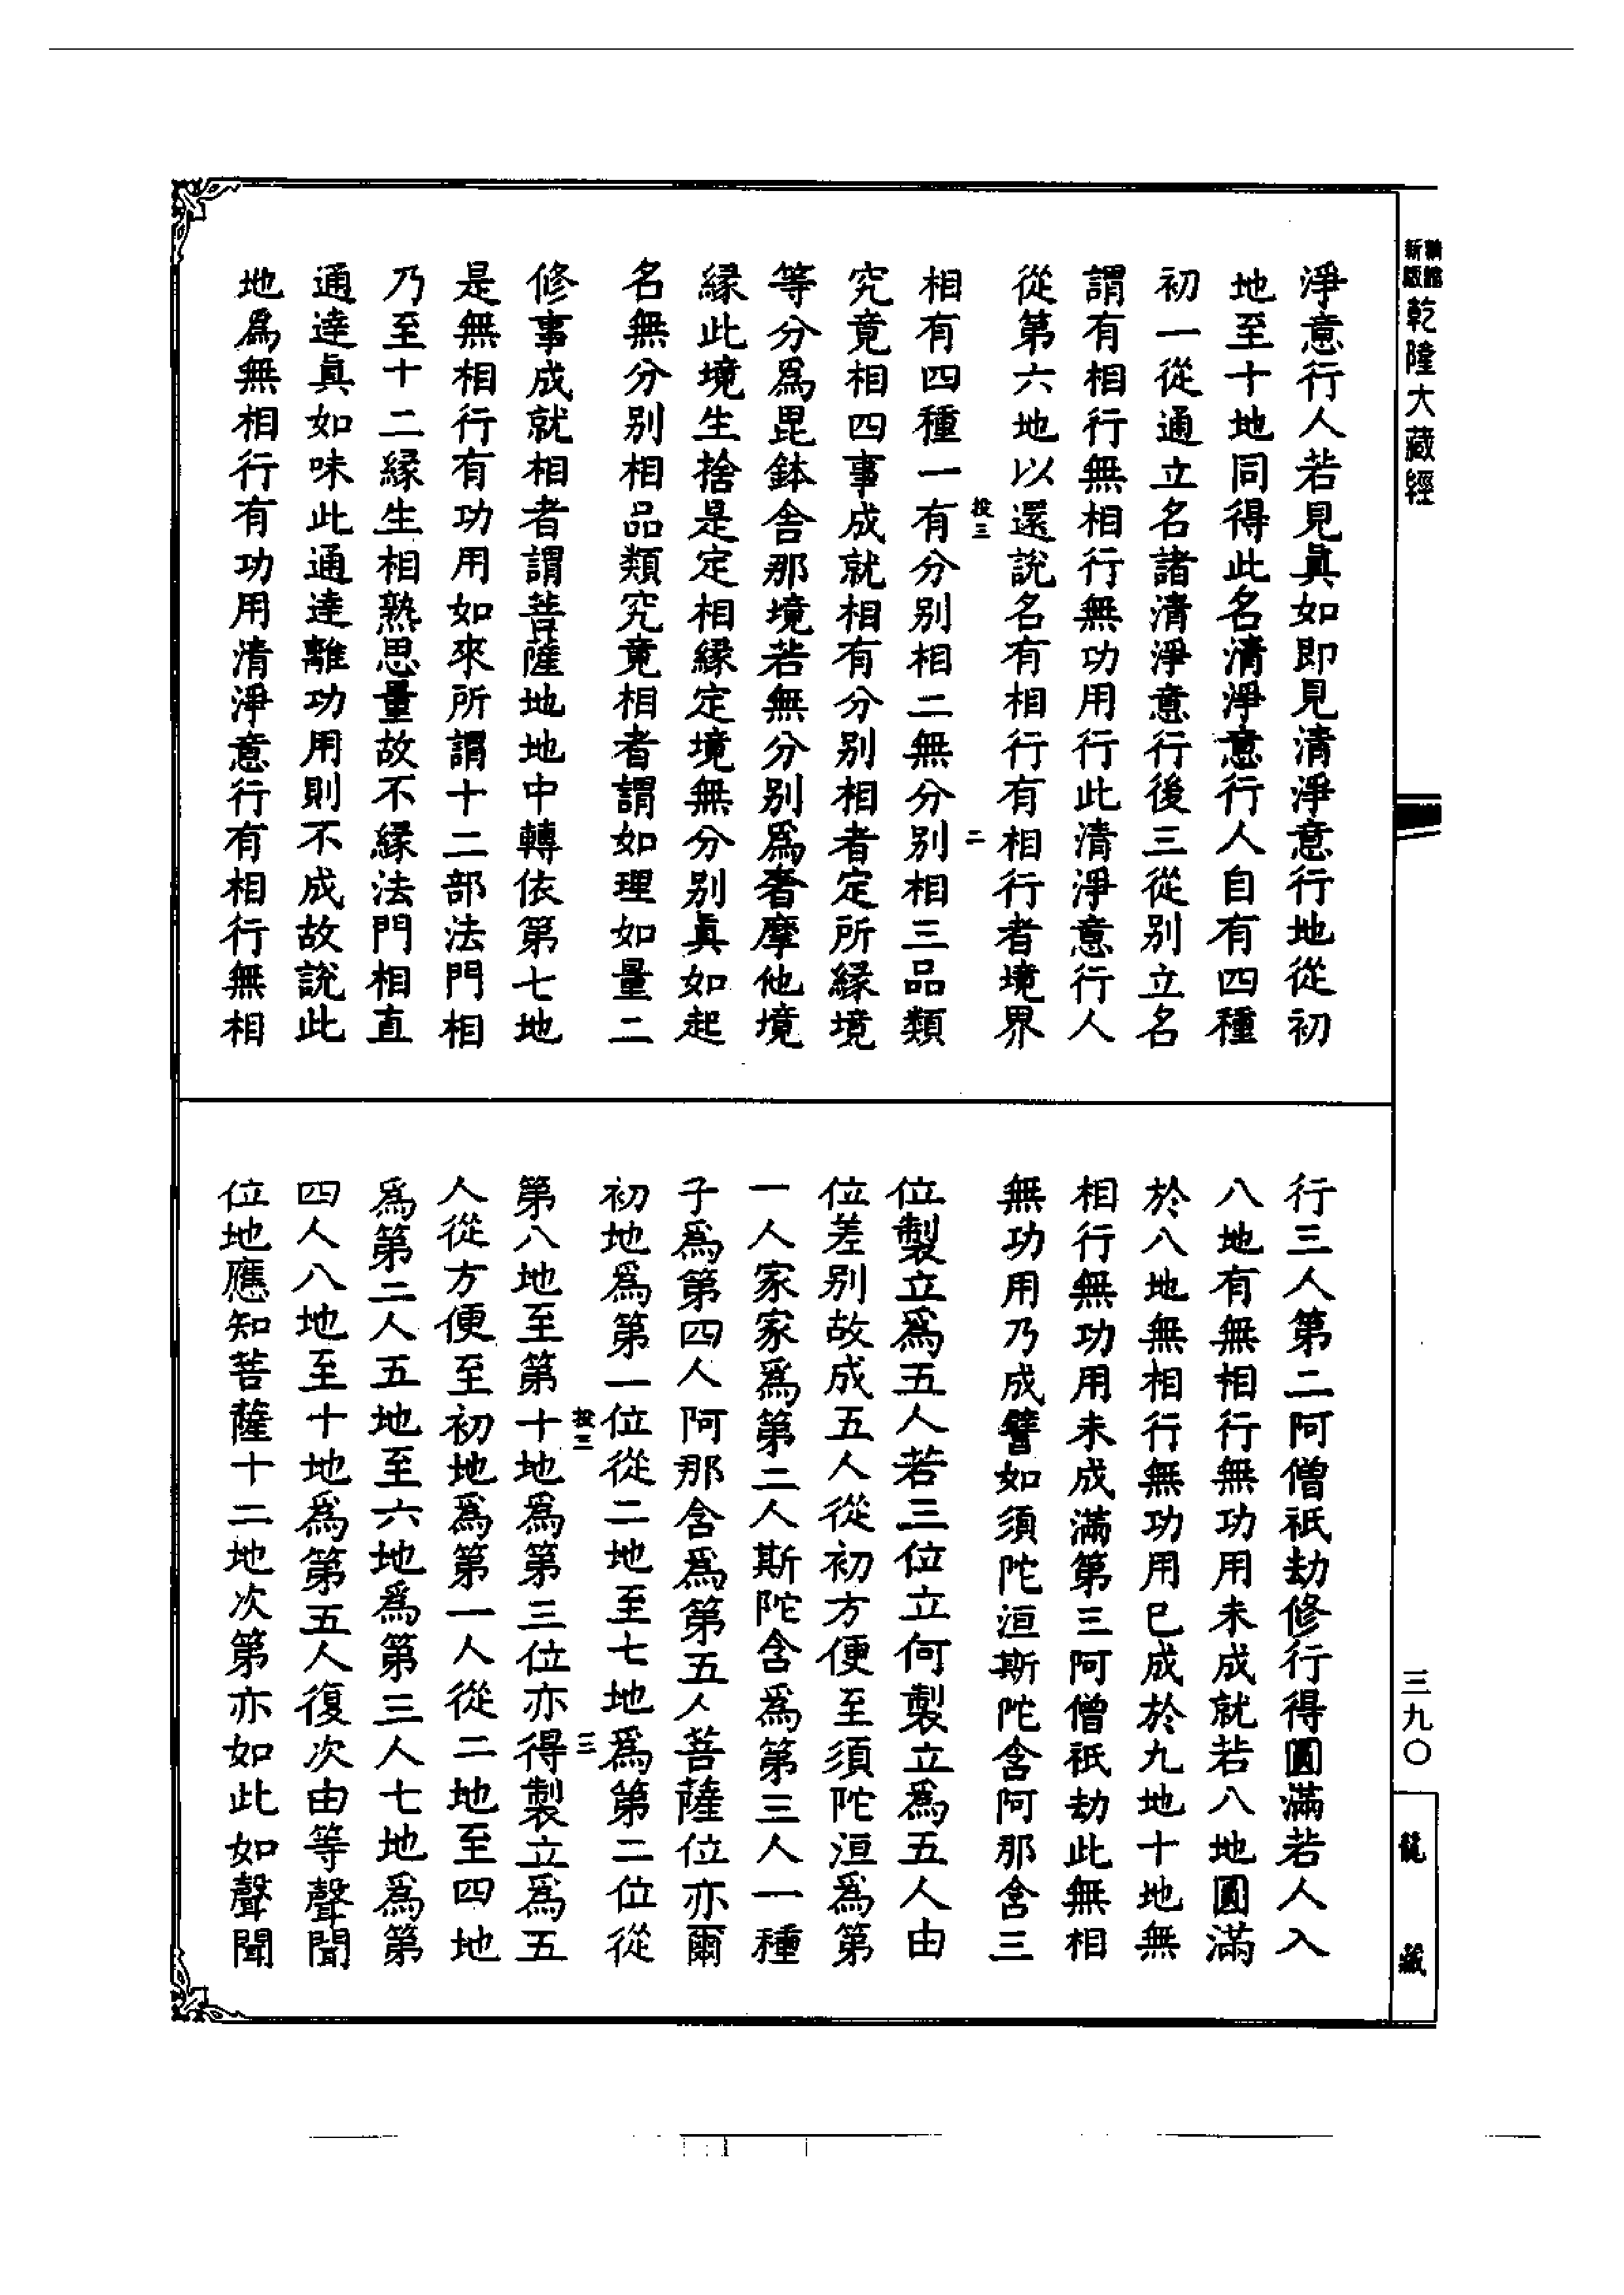 新版
乾隆大藏經
淨意行人若見眞如即見清淨意行地從初
地至十地同得此名清淨意行人自有四種
初一從通立名諸清淨意行後三從別立名
謂有相行無相行無功用行此清淨意行人
從第六地以還說名有相行有相行者境界
投三
二
相有四種一有分別相二無分別相三品類
究竟相四事成就相有分別相者定所緣境
等分爲毘鉢舍那境若無分別爲奢摩他境
緣此境生捨是定相緣定境無分別眞如起
名無分別相品類究竟相者謂如理如量二
修事成就相者謂菩薩地地中轉依第七地
是無相行有功用如來所謂十二部法門相
乃至十二緣生相熟思量故不緣法門相直
通達眞如味此通達離功用則不成故說此
地爲無相行有功用清淨意行有相行無相
行三人第二阿僧祇劫修行得圓滿若人入
八地有無相行無功用未成就若八地圓滿
於八地無相行無功用已成於九地十地無
相行無功用未成滿第三阿僧祇劫此無相
無功用乃成譬如須陀洹斯陀含阿那含三
位製立爲五人若三位立何製立爲五人由
位差別故成五人從初方便至須陀洹爲第
一人家家爲第二人斯陀含爲第三人一種
子爲第四人阿那含爲第五人菩薩位亦爾
初地爲第一位從二地至七地爲第二位從
投三
三
第八地至第十地爲第三位亦得製立爲五
人從方便至初地爲第一人從二地至四地
爲第二人五地至六地爲第三人七地爲第
四人八地至十地爲第五人復次由等聲聞
位地應知菩薩十二地次第亦如此如聲聞
三九〇
龍藏